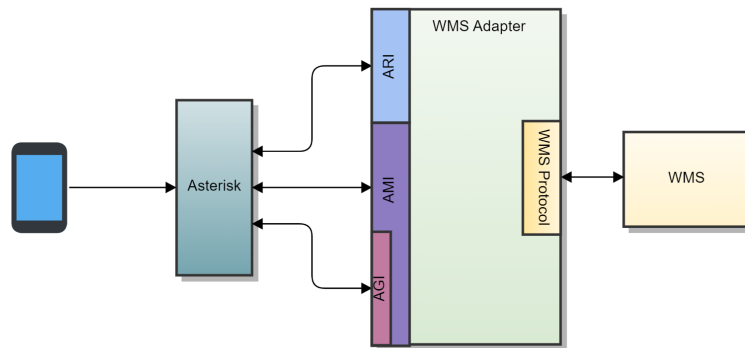 WMS Adapter
ARI
Asterisk
AMI
AGI
WMS Protocol
WMS